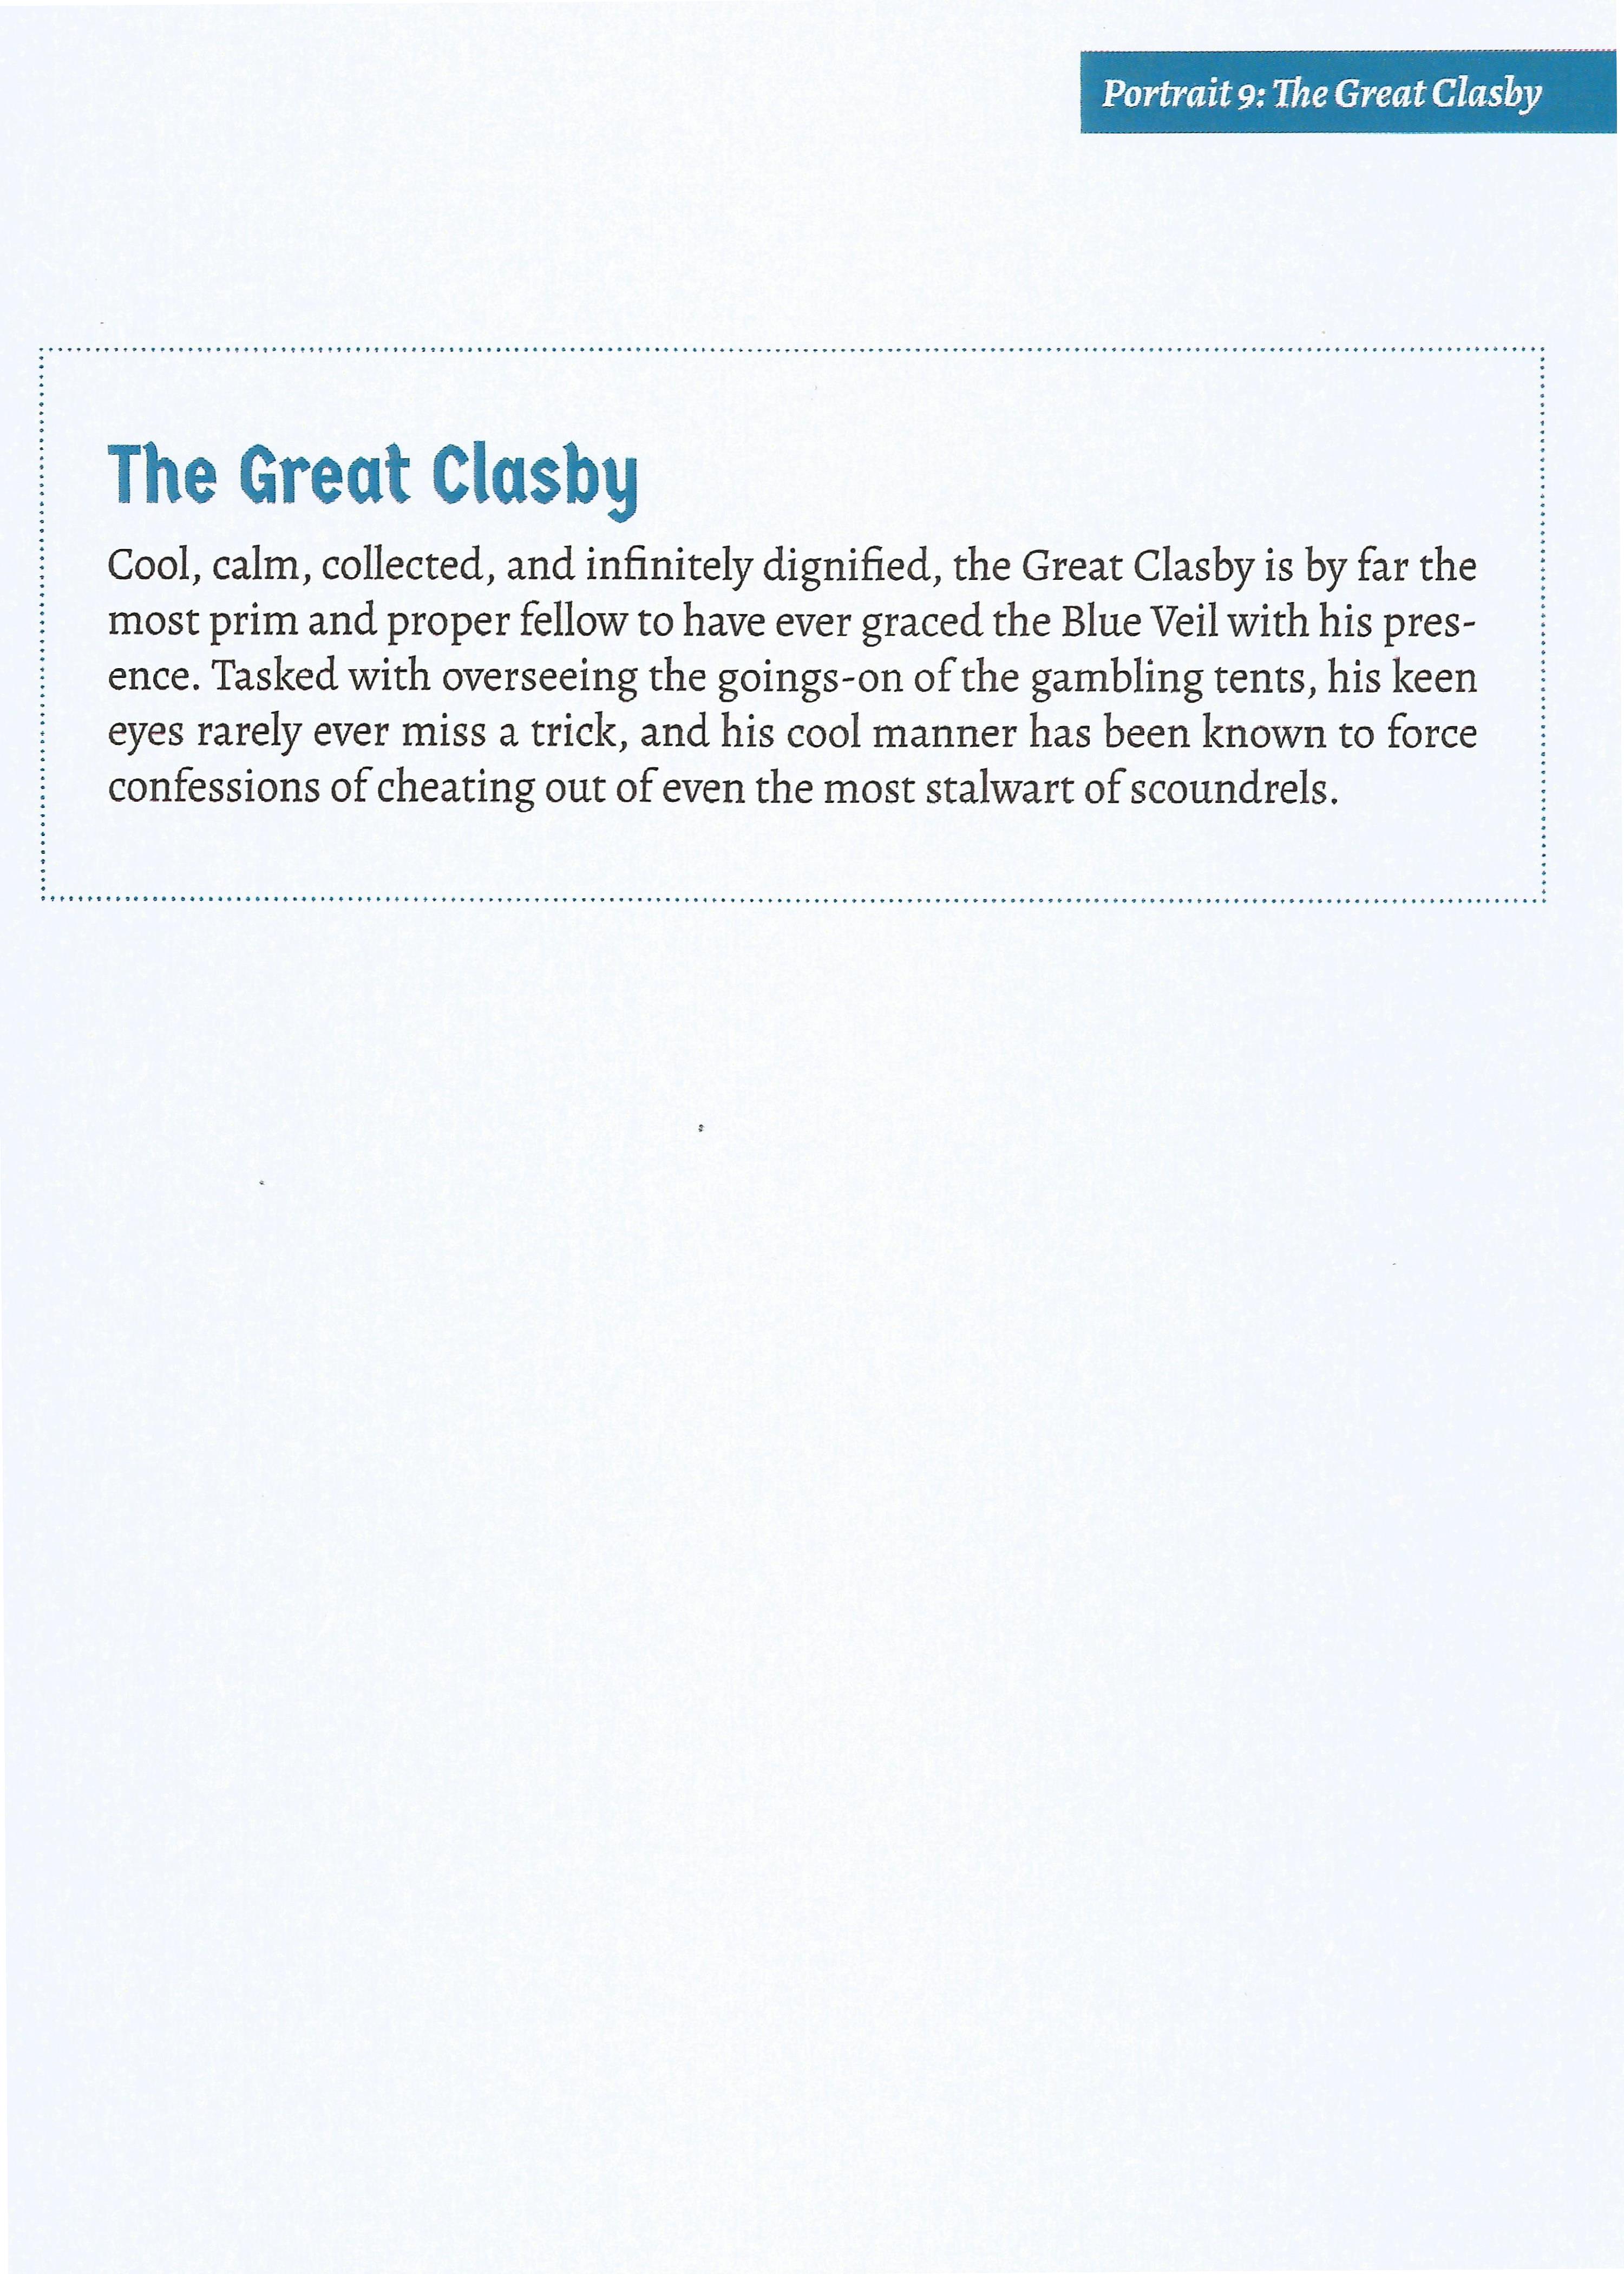 Portrait 9: The Great Clasby
The Great Clasby
Cool, calm, collected, and infinitely dignified, the Great Clasby is by far the
most prim and proper fellow to have ever graced the Blue Veil with his pres-
ence. Tasked with overseeing the goings-on of the gambling tents, his keen
eyes rarely ever miss a trick, and his cool manner has been known to force
confessions of cheating out of even the most stalwart of scoundrels.